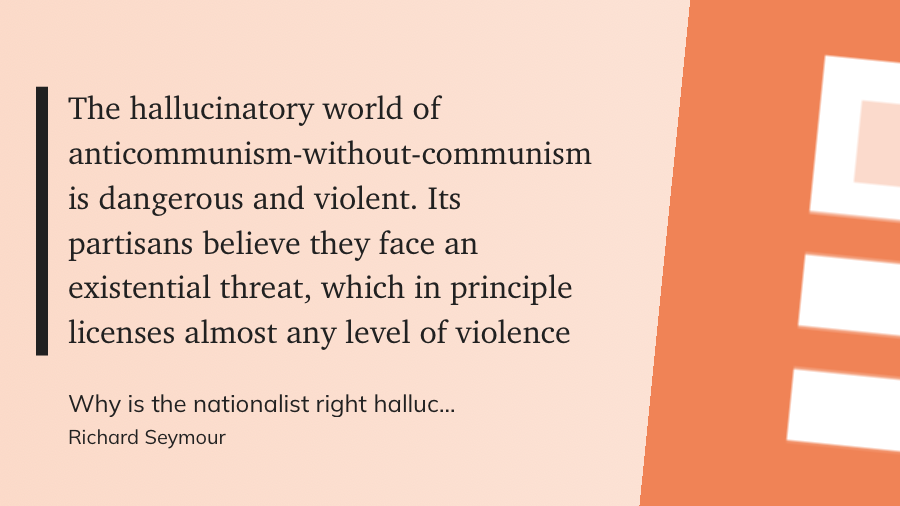 The hallucinatory world of
anticommunism-without-communism
is dangerous and violent. Its
partisans believe they face an
existential threat, which in principle
licenses almost any level of violence
Why is the nationalist right halluc...
Richard Seymour